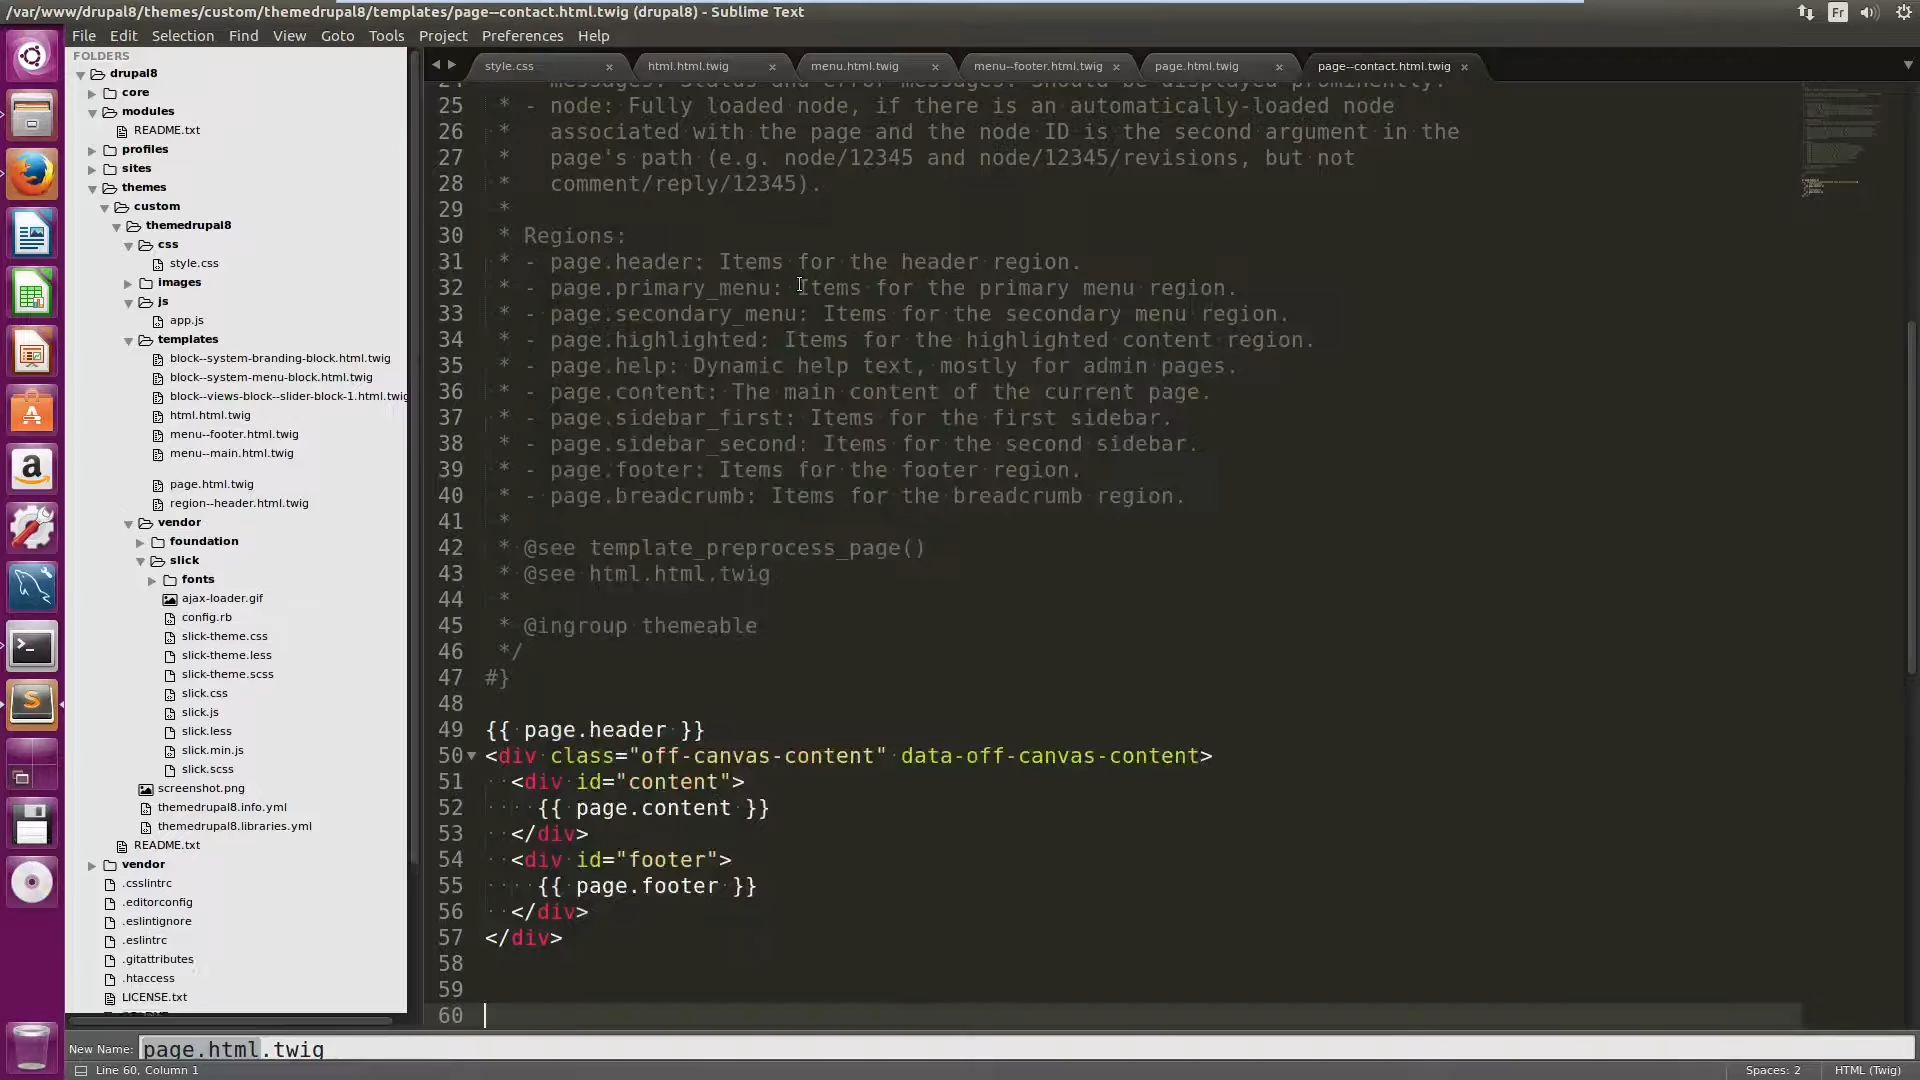 /var/www/drupal8/themes/custom/themedrupal8/templates/page--contact.html.twig (drupal8) - Sublime Text
Fr
File Edit Selection Find View Goto Tools Project Preferences Help
FOLDERS
drupal8
core
modules
README.txt
profiles
sites
themes
custom
themedrupal8
css
style.css
images
js
app.js
templates
block--system-branding-block.html.twig
block--system-menu-block.html.twig
block--views-block--slider-block-1.html.twig
html.html.twig
menu--footer.html.twig
menu--main.html.twig
page.html.twig
region--header.html.twig
vendor
foundation
slick
fonts
ajax-loader.gif
config.rb
slick-theme.css
slick-theme.less
slick-theme.scss
slick.css
slick.js
slick.less
slick.min.js
slick.scss
screenshot.png
themedrupal8.info.yml
themedrupal8.libraries.yml
README.txt
vendor
.csslintrc
.editorconfig
.eslintignore
.eslintrc
.gitattributes
.htaccess
LICENSE.txt
style.css html.html.twig menu.html.twig menu--footer.html.twig page.html.twig page--contact.html.twig
24 messages: Status and error messages. Should be displayed prominently.
25 * - node: Fully loaded node, if there is an automatically-loaded node
26 * associated with the page and the node ID is the second argument in the
27 * page's path (e.g. node/12345 and node/12345/revisions, but not
28 * comment/reply/12345).
29 *
30 * Regions:
31 * - page.header: Items for the header region.
32 * - page.primary_menu: Items for the primary menu region.
33 * - page.secondary_menu: Items for the secondary menu region.
34 * - page.highlighted: Items for the highlighted content region.
35 * - page.help: Dynamic help text, mostly for admin pages.
36 * - page.content: The main content of the current page.
37 * - page.sidebar_first: Items for the first sidebar.
38 * - page.sidebar_second: Items for the second sidebar.
39 * - page.footer: Items for the footer region.
40 * - page.breadcrumb: Items for the breadcrumb region.
41 *
42 * @see template_preprocess_page()
43 * @see html.html.twig
44 *
45 * @ingroup themeable
46 */
47 #}
48
49 {{ page.header }}
50 <div class="off-canvas-content" data-off-canvas-content>
51 <div id="content">
52 {{ page.content }}
53 </div>
54 <div id="footer">
55 {{ page.footer }}
56 </div>
57 </div>
58
59
60
New Name: page.html.twig
Line 60, Column 1
Spaces: 2
HTML (Twig)